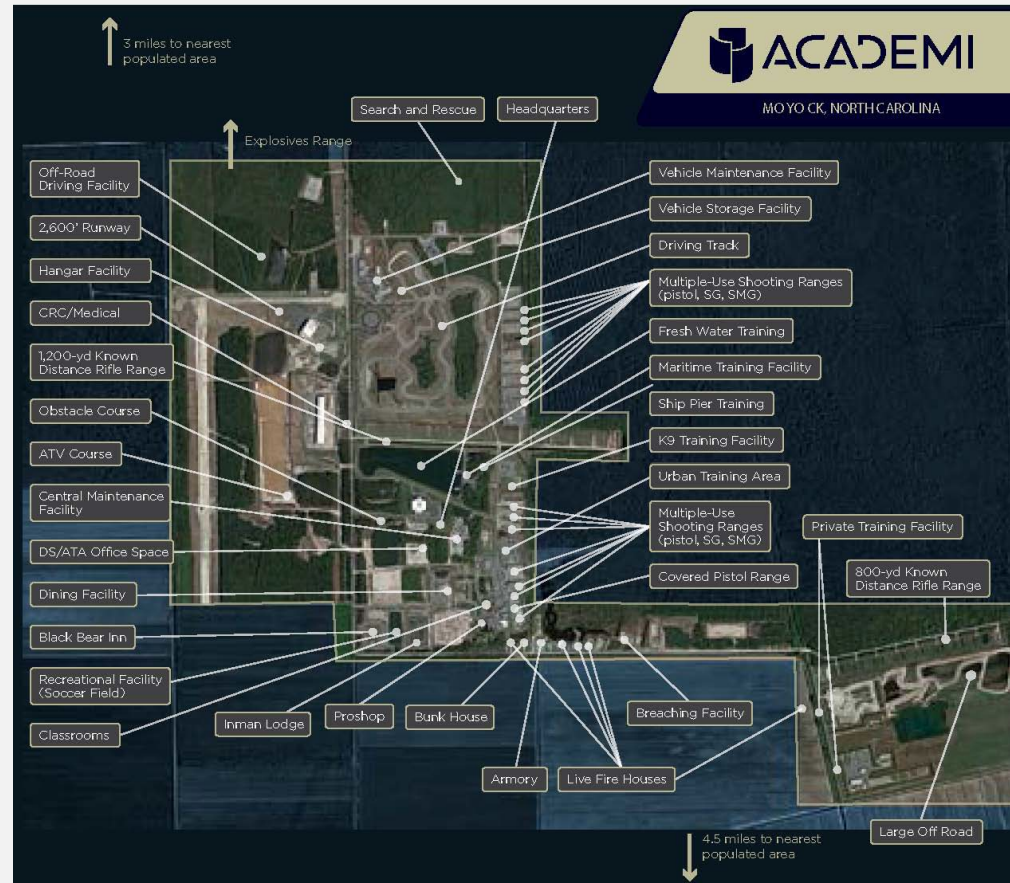 3 miles to nearest
populated area
ACADEMI
MOYOCK, NORTH CAROLINA
Search and Rescue
Headquarters
Explosives Range
Off-Road
Driving Facility
2,600' Runway
Hangar Facility
CRC/Medical
1,200-yd Known
Distance Rifle Range
Obstacle Course
ATV Course
Central Maintenance
Facility
DS/ATA Office Space
Dining Facility
Black Bear Inn
Recreational Facility
(Soccer Field)
Classrooms
Vehicle Maintenance Facility
Vehicle Storage Facility
Driving Track
Multiple-Use Shooting Ranges
(pistol, SG, SMG)
Fresh Water Training
Maritime Training Facility
Ship Pier Training
K9 Training Facility
Urban Training Area
Multiple-Use
Shooting Ranges
(pistol, SG, SMG)
Covered Pistol Range
Private Training Facility
800-yd Known
Distance Rifle Range
Inman Lodge
Proshop
Bunk House
Breaching Facility
Armory
Live Fire Houses
Large Off Road
4.5 miles to nearest
populated area